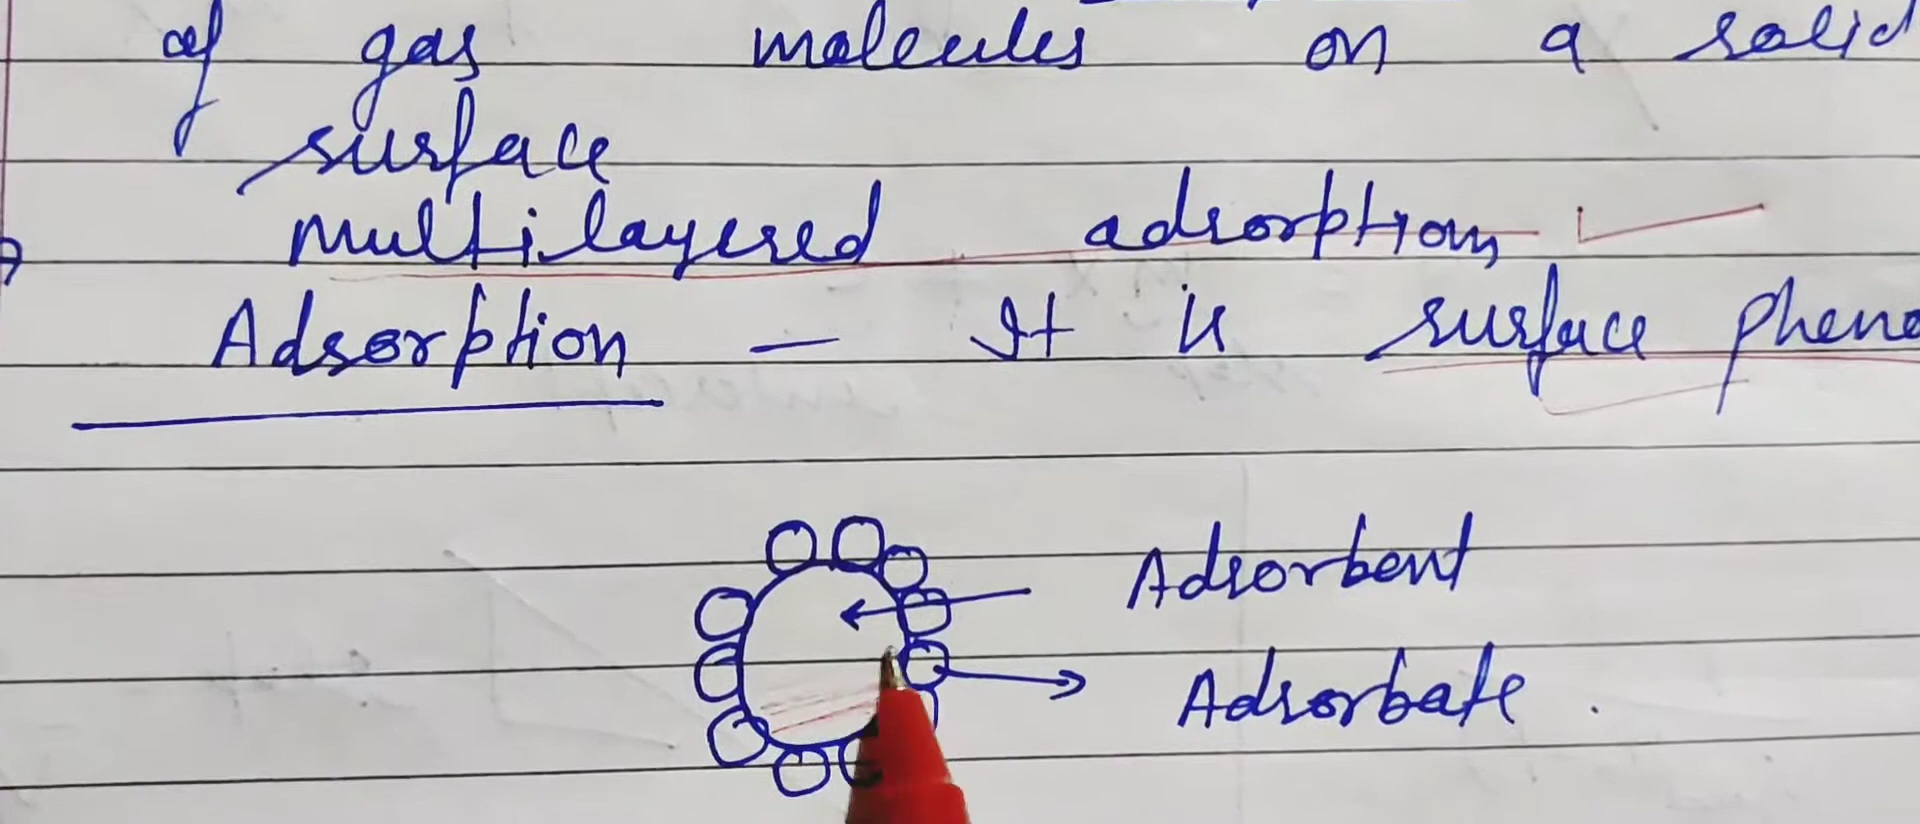 of gas molecules on a solid
surface
multilayered adsorption,
Adsorption — It is surface pheno
Adsorbent
Adsorbate .